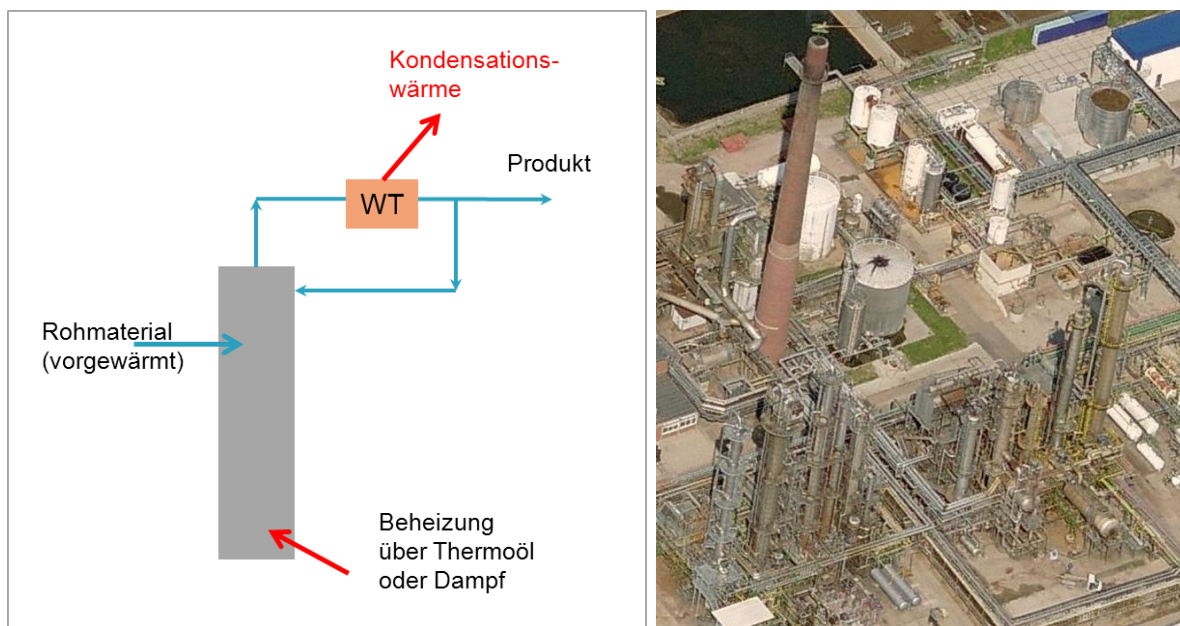 Kondensations-
wärme
Produkt
WT
Rohmaterial
(vorgewärmt)
Beheizung
über Thermoöl
oder Dampf